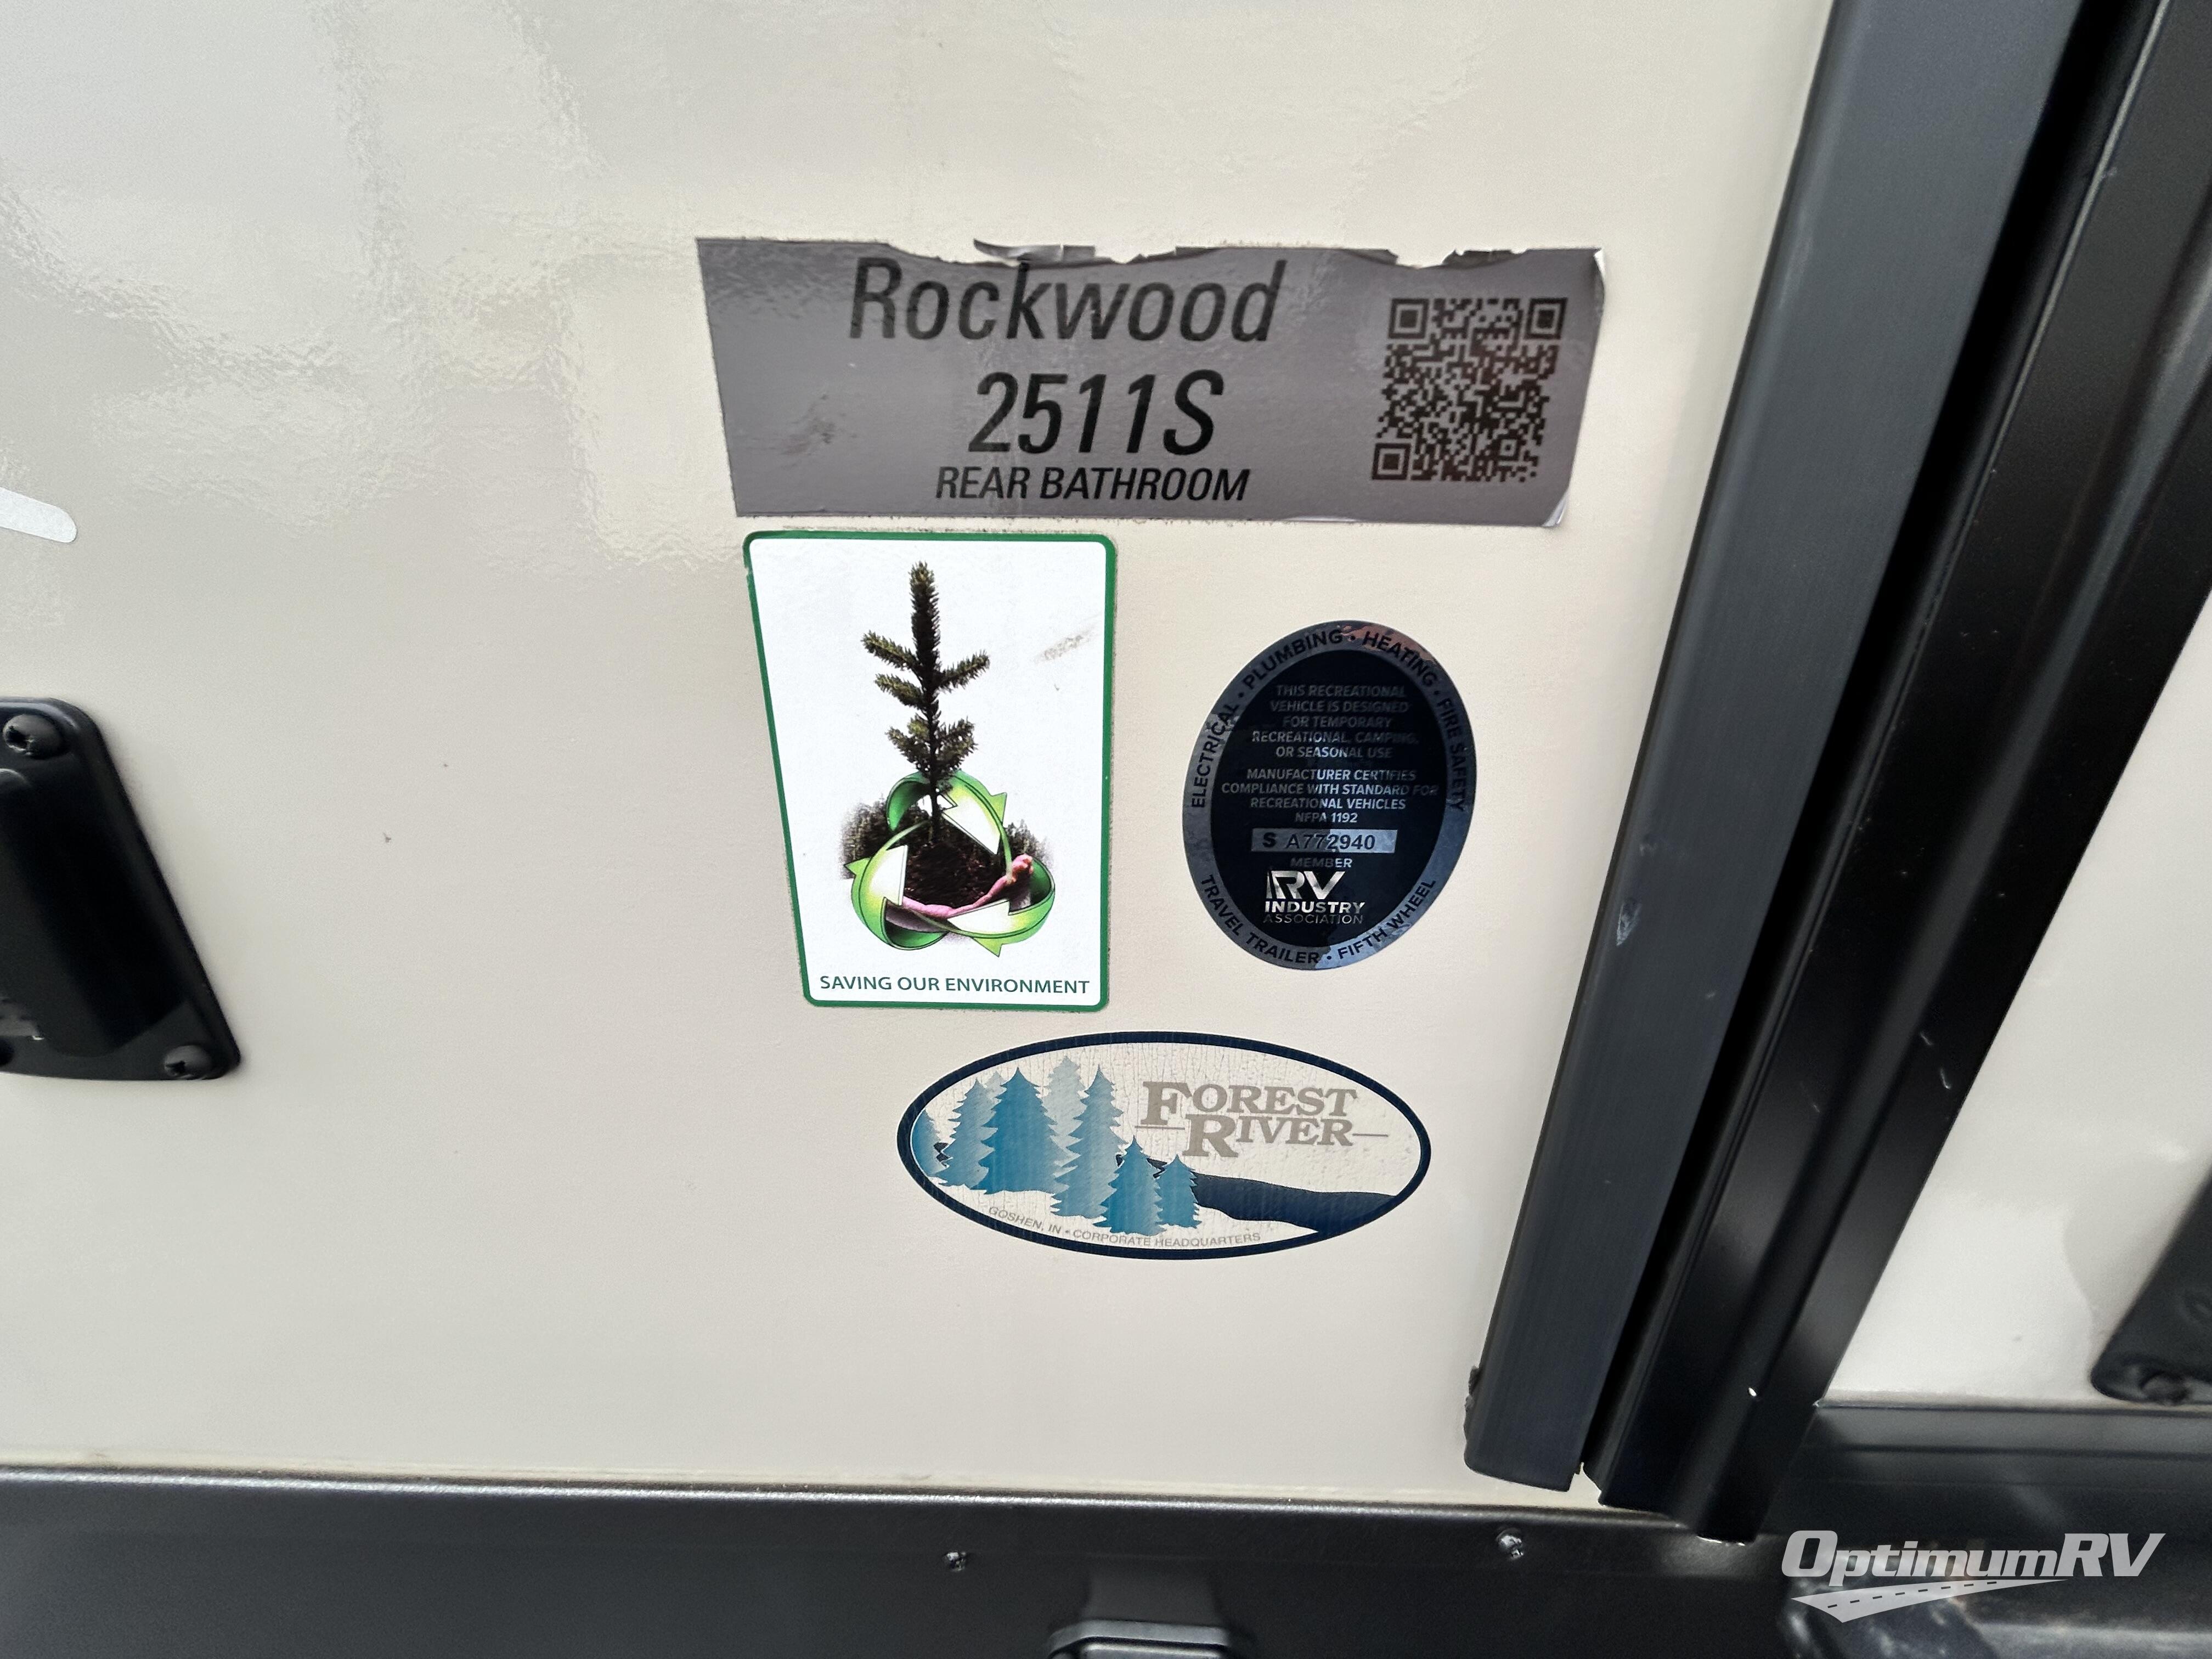 Rockwood
2511S
REAR BATHROOM
SAVING OUR ENVIRONMENT
ELECTRICAL • PLUMBING • HEATING • FIRE SAFETY
THIS RECREATIONAL
VEHICLE IS DESIGNED
FOR TEMPORARY
RECREATIONAL, CAMPING,
OR SEASONAL USE
MANUFACTURER CERTIFIES
COMPLIANCE WITH STANDARD FOR
RECREATIONAL VEHICLES
NFPA 1192
S A772940
MEMBER
RV
INDUSTRY
ASSOCIATION
TRAVEL TRAILER • FIFTH WHEEL
FOREST
RIVER
GOSHEN, IN • CORPORATE HEADQUARTERS
OptimumRV